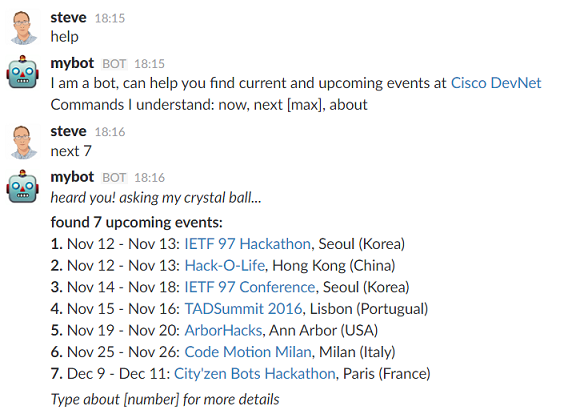 steve 18:15
help
mybot BOT 18:15
I am a bot, can help you find current and upcoming events at Cisco DevNet
Commands I understand: now, next [max], about
steve 18:16
next 7
mybot BOT 18:16
heard you! asking my crystal ball...
found 7 upcoming events:
1. Nov 12 - Nov 13: IETF 97 Hackathon, Seoul (Korea)
2. Nov 12 - Nov 13: Hack-O-Life, Hong Kong (China)
3. Nov 14 - Nov 18: IETF 97 Conference, Seoul (Korea)
4. Nov 15 - Nov 16: TADSummit 2016, Lisbon (Portugual)
5. Nov 19 - Nov 20: ArborHacks, Ann Arbor (USA)
6. Nov 25 - Nov 26: Code Motion Milan, Milan (Italy)
7. Dec 9 - Dec 11: City'zen Bots Hackathon, Paris (France)
Type about [number] for more details